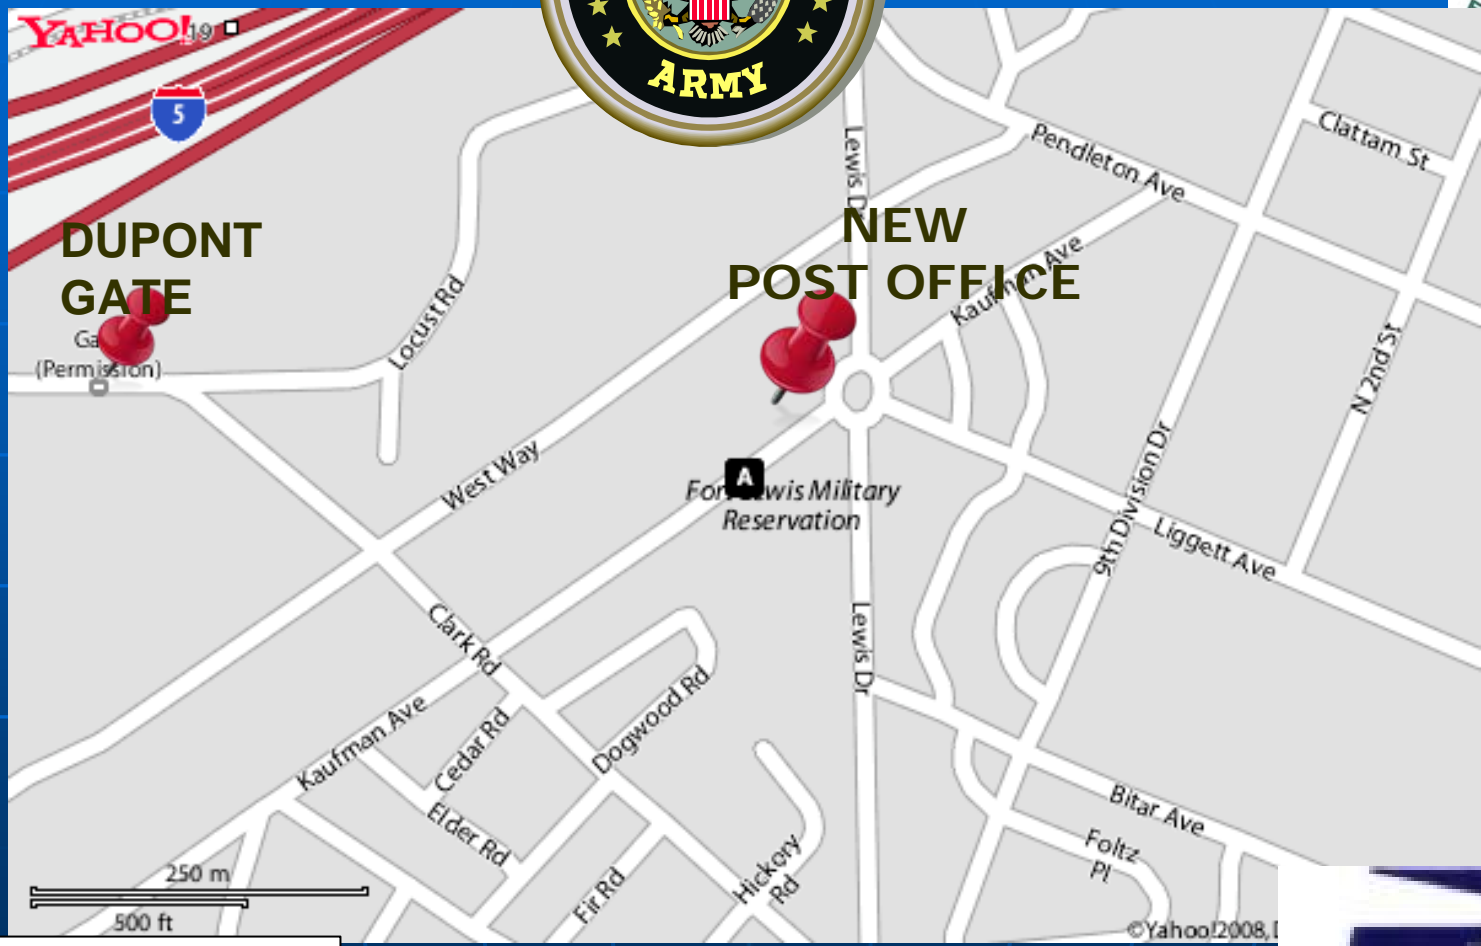 YAHOO!
19
5
ARMY
Pendleton Ave
Clattam St
Lewis Dr
DUPONT
GATE
NEW
POST OFFICE
Kaufman Ave
(Permission)
Locust Rd
N 2nd St
West Way
A
Fort Lewis Military
Reservation
9th Division Dr
Liggett Ave
Clark Rd
Lewis Dr
Kaufman Ave
Cedar Rd
Dogwood Rd
Elder Rd
Bitar Ave
Foltz
Pl
Hickory
Rd
Fir Rd
250 m
500 ft
©Yahoo!2008,